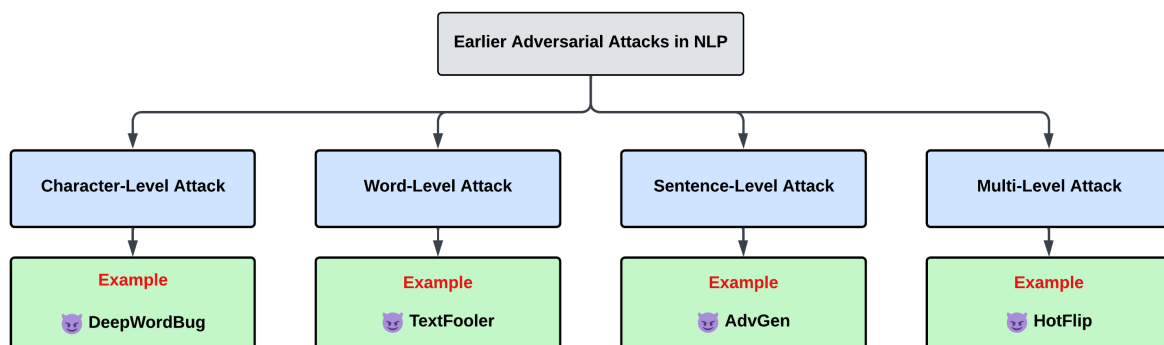 Earlier Adversarial Attacks in NLP
Character-Level Attack
Word-Level Attack
Sentence-Level Attack
Multi-Level Attack
Example
DeepWordBug
Example
TextFooler
Example
AdvGen
Example
HotFlip